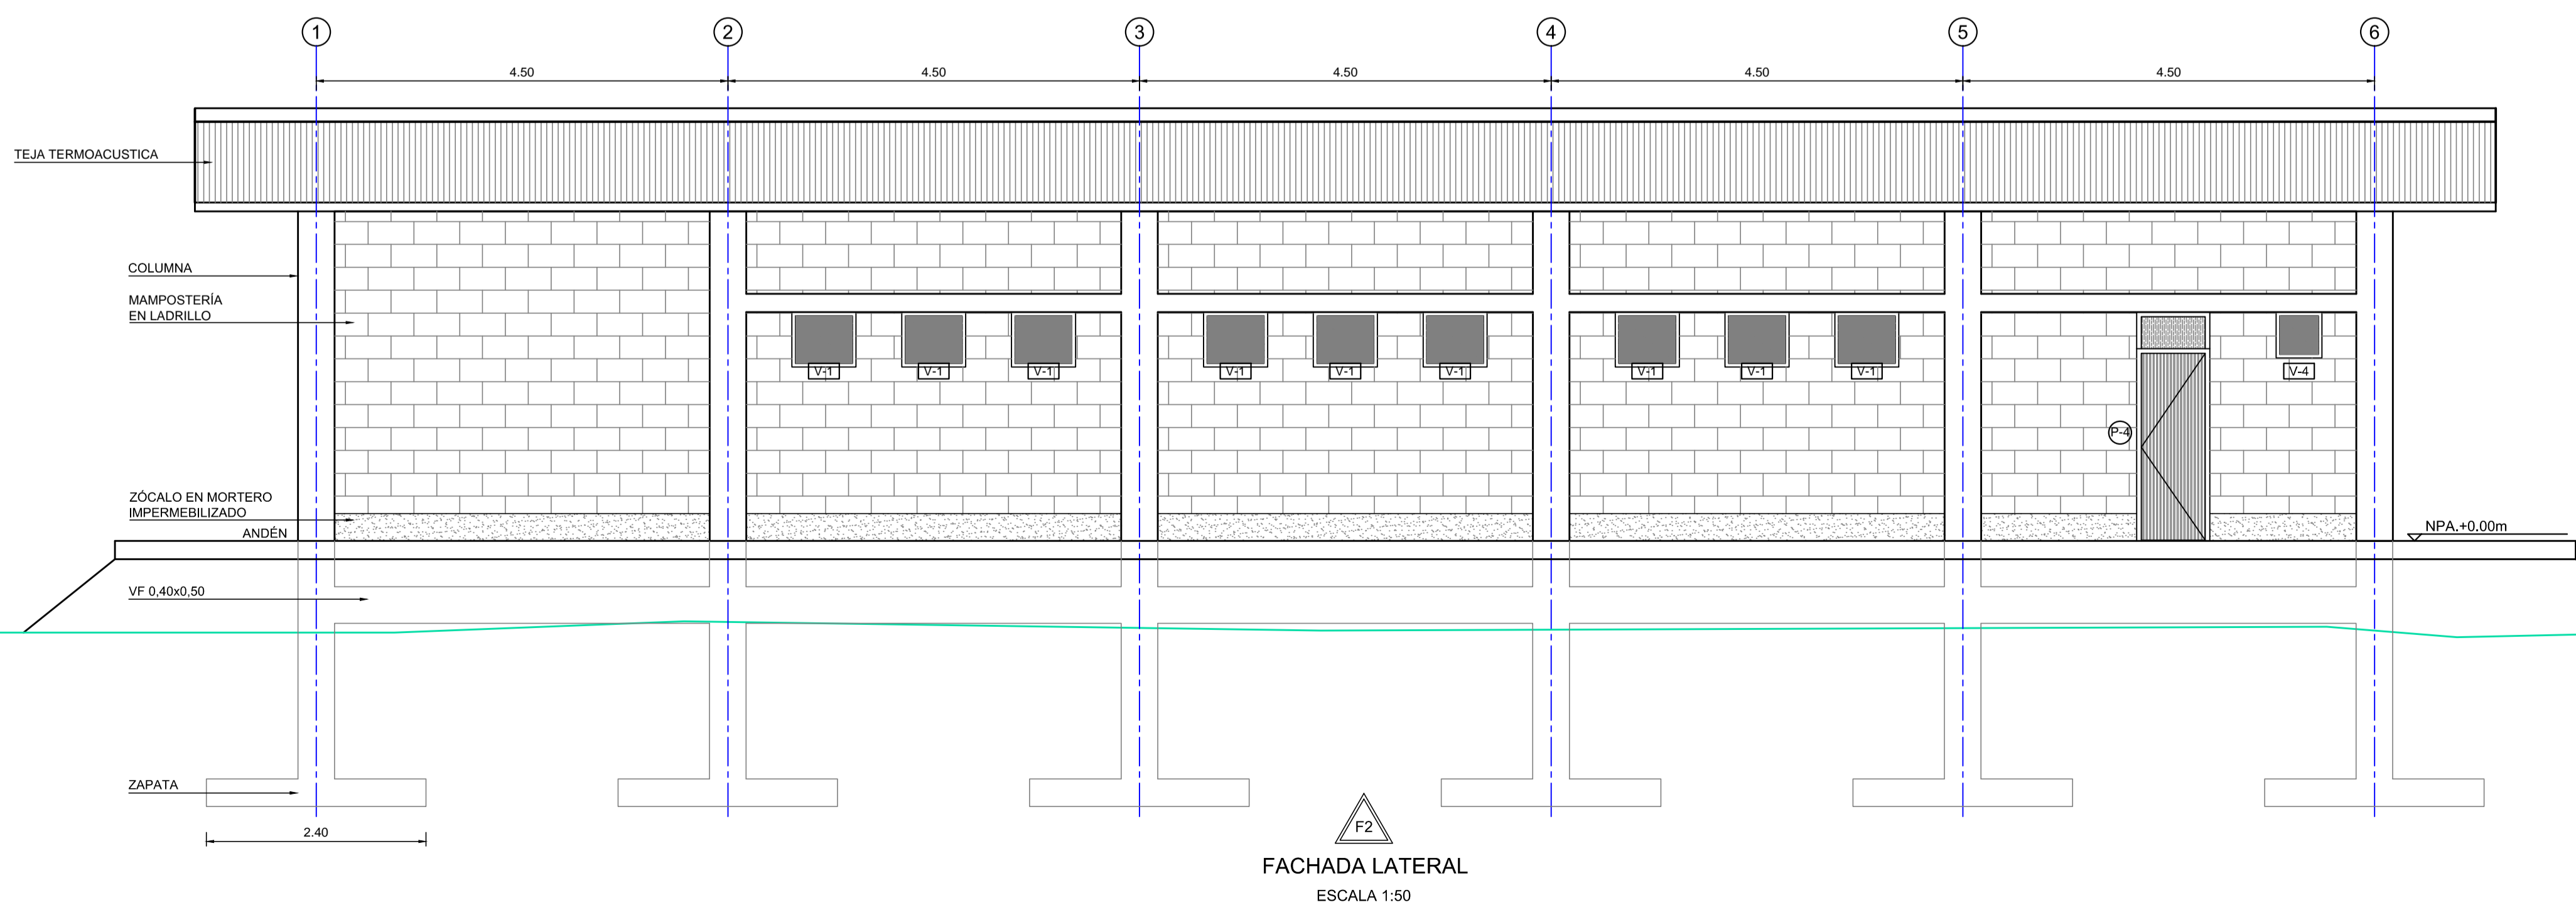 1 2 3 4 5 6
4.50 4.50 4.50 4.50 4.50
TEJA TERMOACUSTICA
COLUMNA
MAMPOSTERÍA
EN LADRILLO
V-1 V-1 V-1 V-1 V-1 V-1 V-1 V-1 V-1 V-4
P-4
ZÓCALO EN MORTERO
IMPERMEBILIZADO
ANDÉN
NPA.+0.00m
VF 0,40x0,50
ZAPATA
2.40
F2
FACHADA LATERAL
ESCALA 1:50